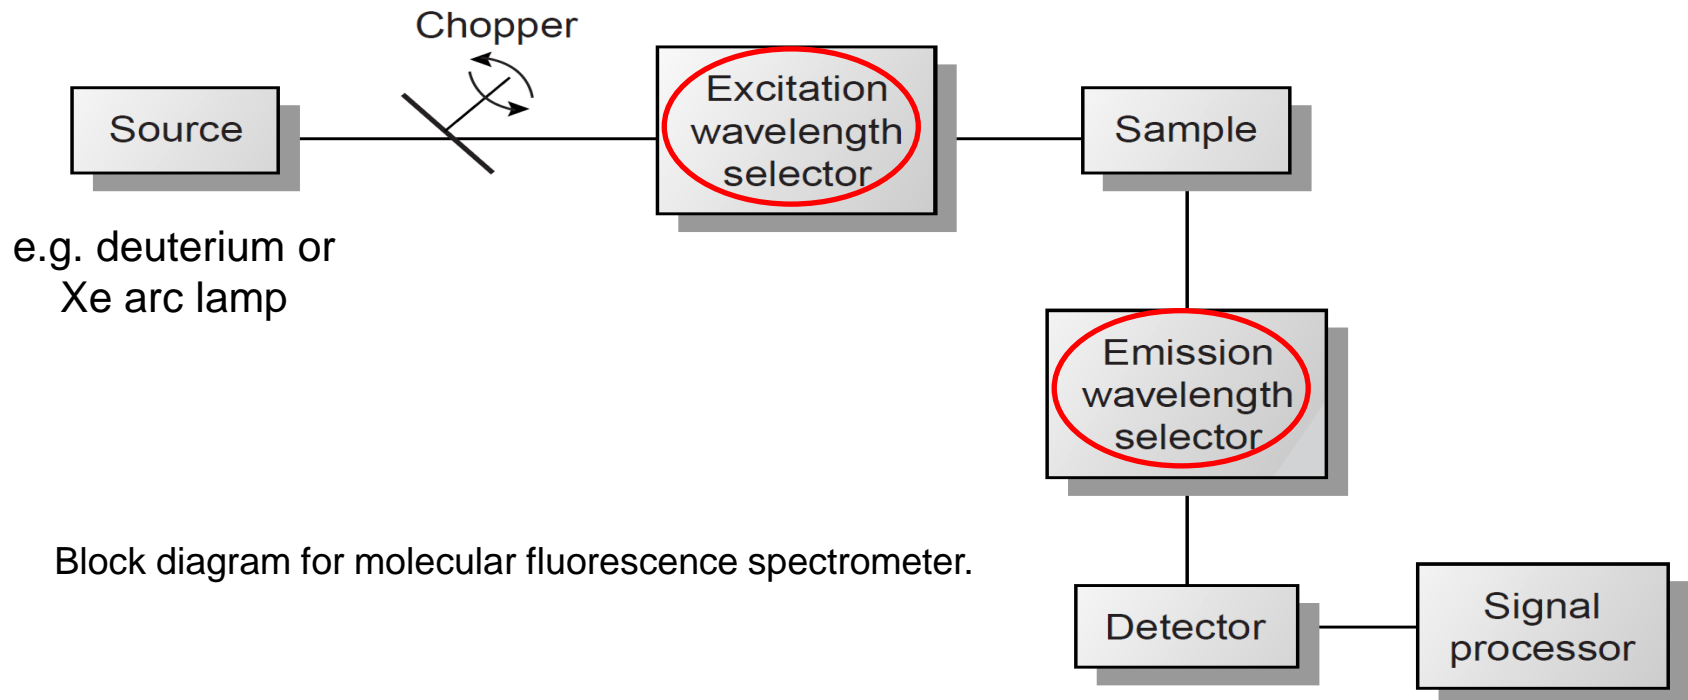 Chopper
Source
Excitation
wavelength
selector
Sample
e.g. deuterium or
Xe arc lamp
Emission
wavelength
selector
Block diagram for molecular fluorescence spectrometer.
Detector
Signal
processor